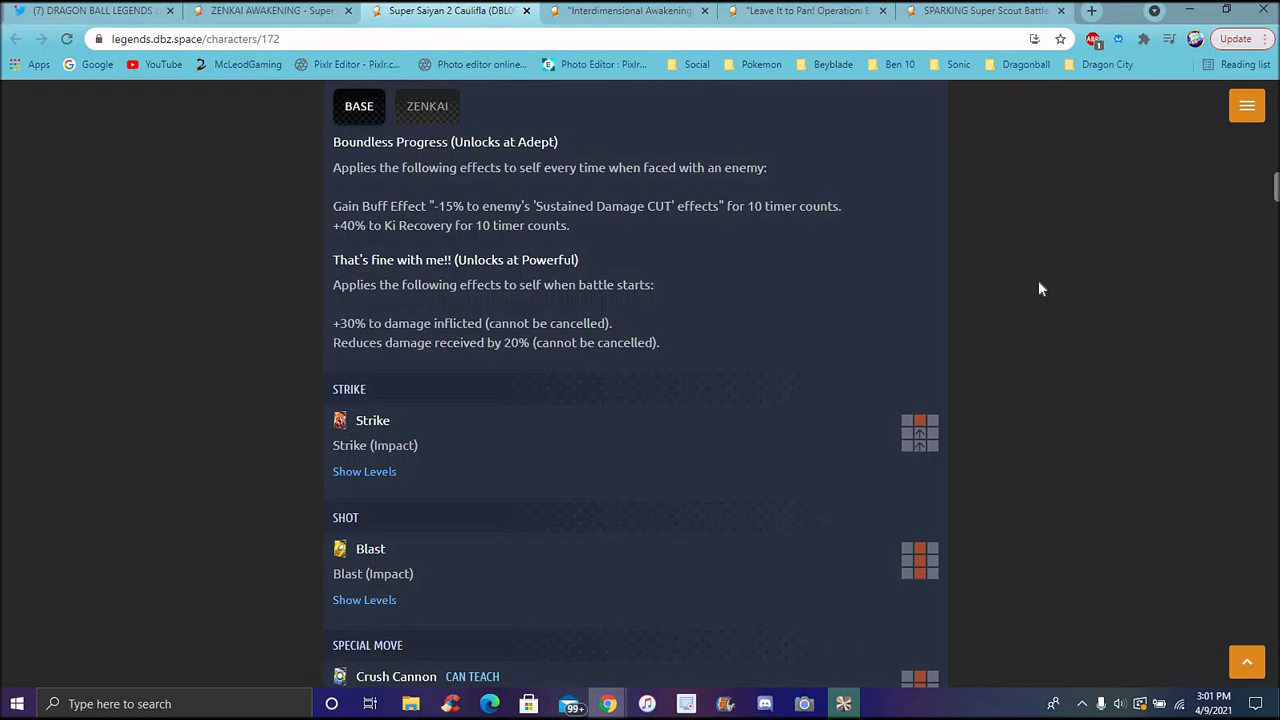 (7) DRAGON BALL LEGENDS
ZENKAI AWAKENING - Super
Super Saiyan 2 Caulifla (DBL0
"Interdimensional Awakening
"Leave It to Pan! Operation: E
SPARKING Super Scout Battle
legends.dbz.space/characters/172
ABP
1
Update
Apps
Google
YouTube
McLeodGaming
Pixlr Editor - Pixlr.c...
Photo editor online...
Photo Editor : Pixlr...
Social
Pokemon
Beyblade
Ben 10
Sonic
Dragonball
Dragon City
Reading list
BASE
ZENKAI
Boundless Progress (Unlocks at Adept)
Applies the following effects to self every time when faced with an enemy:
Gain Buff Effect "-15% to enemy's 'Sustained Damage CUT' effects" for 10 timer counts.
+40% to Ki Recovery for 10 timer counts.
That's fine with me!! (Unlocks at Powerful)
Applies the following effects to self when battle starts:
+30% to damage inflicted (cannot be cancelled).
Reduces damage received by 20% (cannot be cancelled).
STRIKE
Strike
Strike (Impact)
Show Levels
SHOT
Blast
Blast (Impact)
Show Levels
SPECIAL MOVE
Crush Cannon CAN TEACH
Type here to search
99+
3:01 PM
4/9/2021